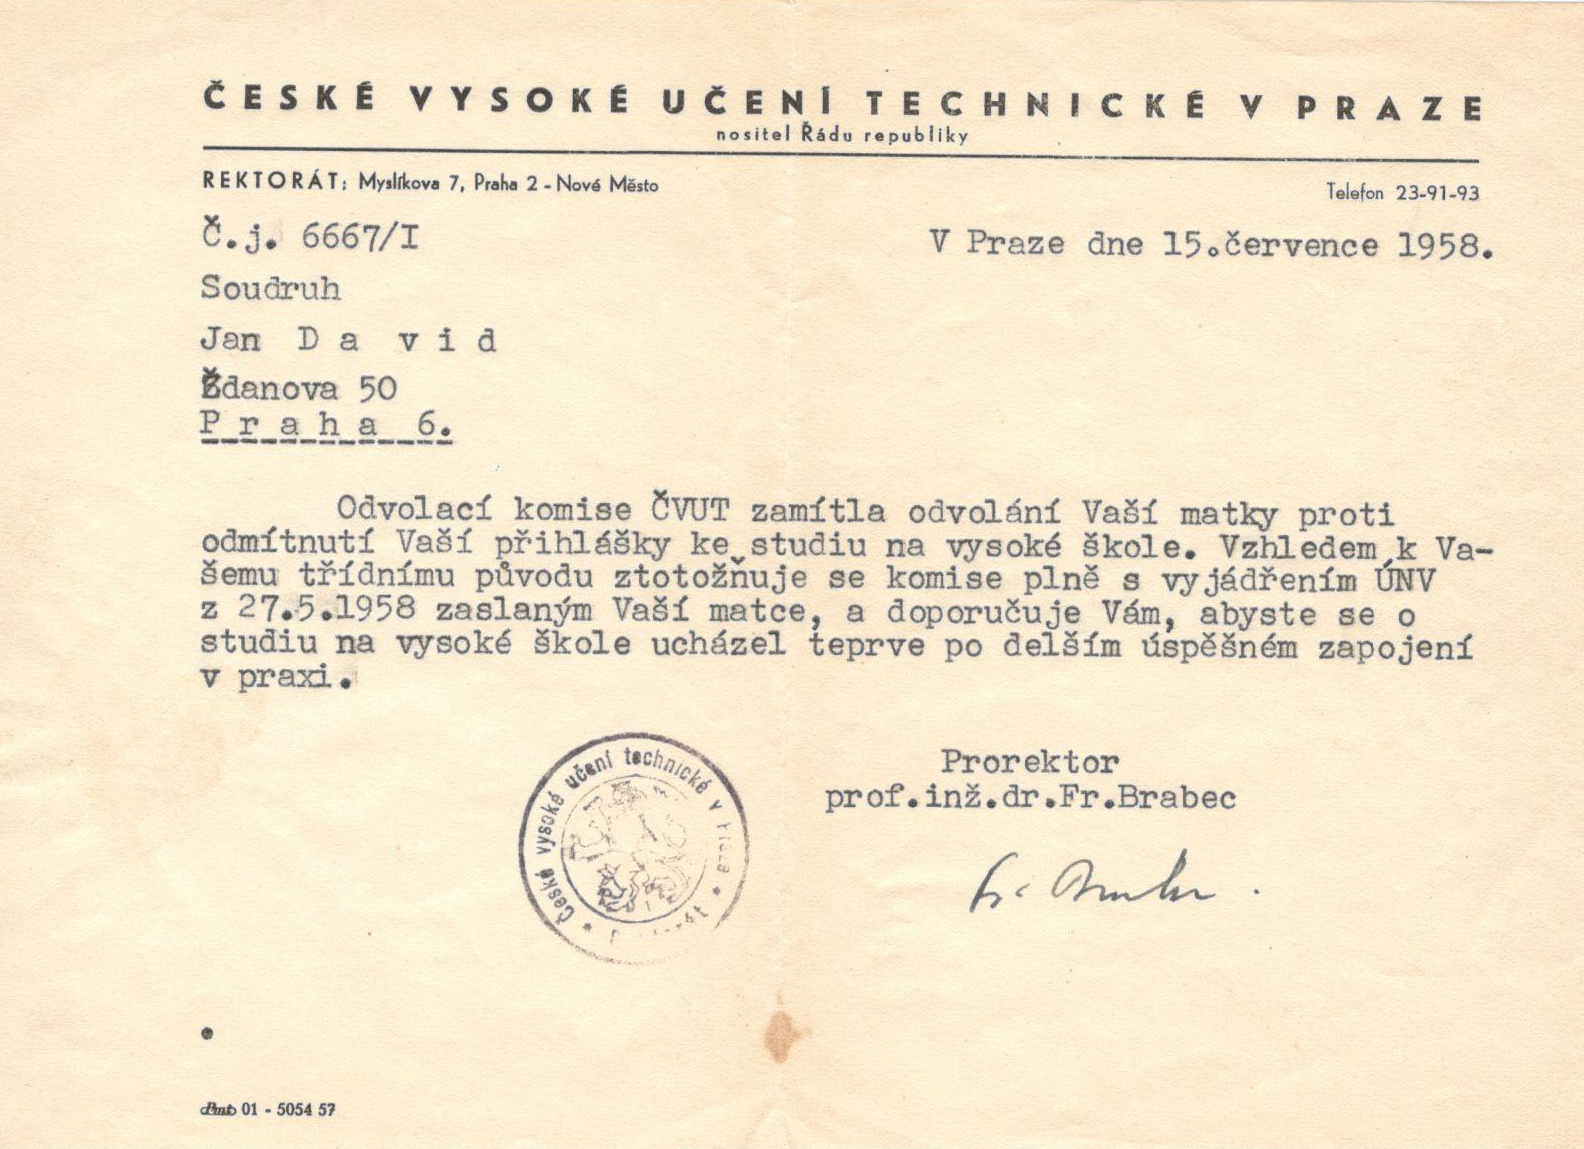 ČESKÉ VYSOKÉ UČENÍ TECHNICKÉ V PRAZE
nositel Řádu republiky
REKTORÁT: Myslíkova 7, Praha 2 - Nové Město
Telefon 23-91-93
Č.j. 6667/I
V Praze dne 15.července 1958.
Soudruh
Jan D a v i d
Ždanova 50
P r a h a 6.
Odvolací komise ČVUT zamítla odvolání Vaší matky proti
odmítnutí Vaší přihlášky ke studiu na vysoké škole. Vzhledem k Va-
šemu třídnímu původu ztotožňuje se komise plně s vyjádřením ÚNV
z 27.5.1958 zaslaným Vaší matce, a doporučuje Vám, abyste se o
studiu na vysoké škole ucházel teprve po delším úspěšném zapojení
v praxi.
Prorektor
prof.inž.dr.Fr.Brabec
České vysoké učení technické v Praze
Fr. Brabec
01 - 5054 57